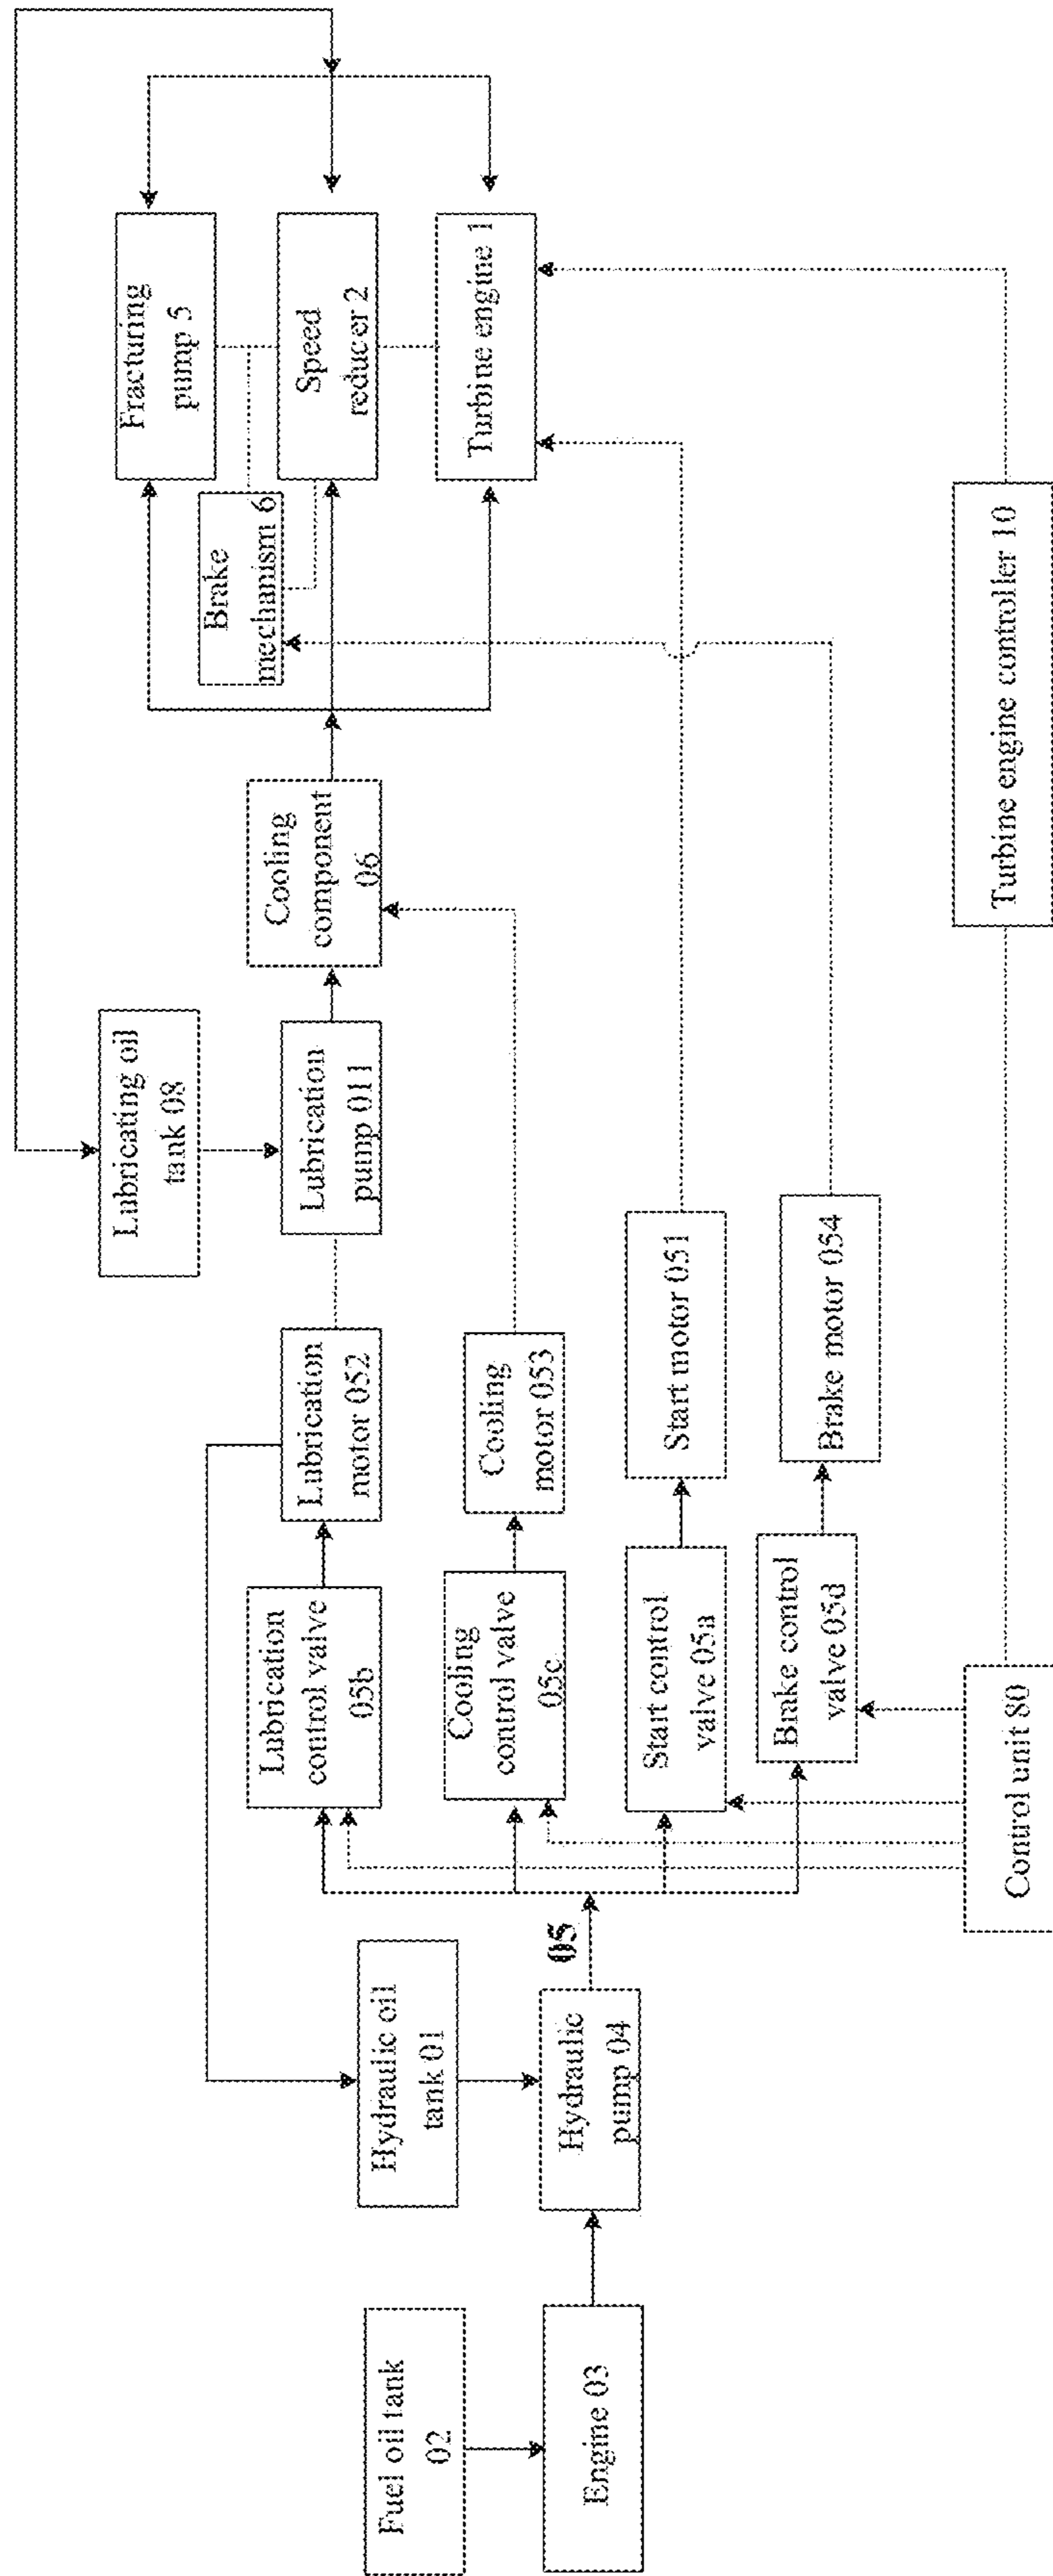 Fuel oil tank
02
Engine 03
Hydraulic oil
tank 01
Hydraulic
pump 04
05
Lubrication
control valve
05b
Cooling
control valve
05c
Start control
valve 05a
Brake control
valve 05d
Control unit 80
Lubrication
motor 052
Cooling
motor 053
Start motor 051
Brake motor 054
Lubricating oil
tank 08
Lubrication
pump 011
Cooling
component
06
Brake
mechanism 6
Fracturing
pump 5
Speed
reducer 2
Turbine engine 1
Turbine engine controller 10